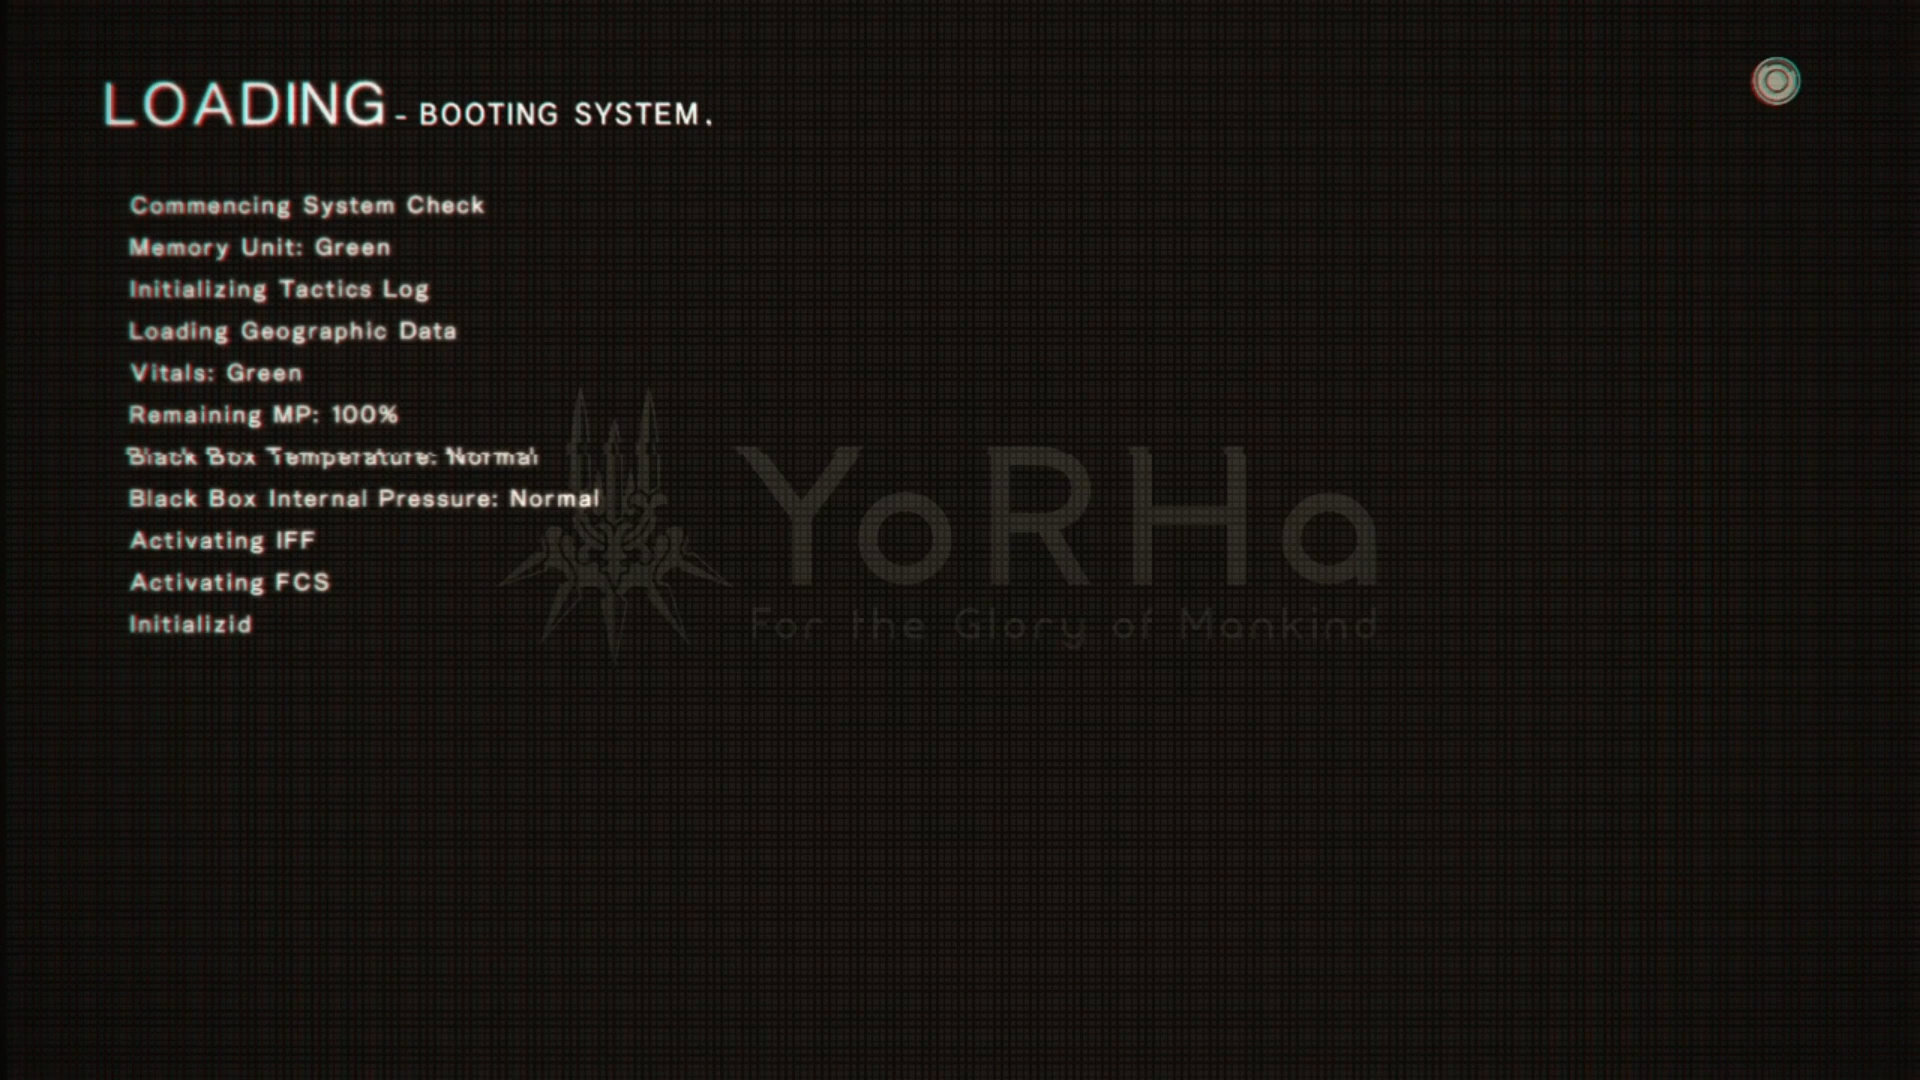 LOADING - BOOTING SYSTEM.
Commencing System Check
Memory Unit: Green
Initializing Tactics Log
Loading Geographic Data
Vitals: Green
Remaining MP: 100%
Black Box Temperature: Normal
Black Box Internal Pressure: Normal
Activating IFF
Activating FCS
Initializid
YoRHa
For the Glory of Mankind